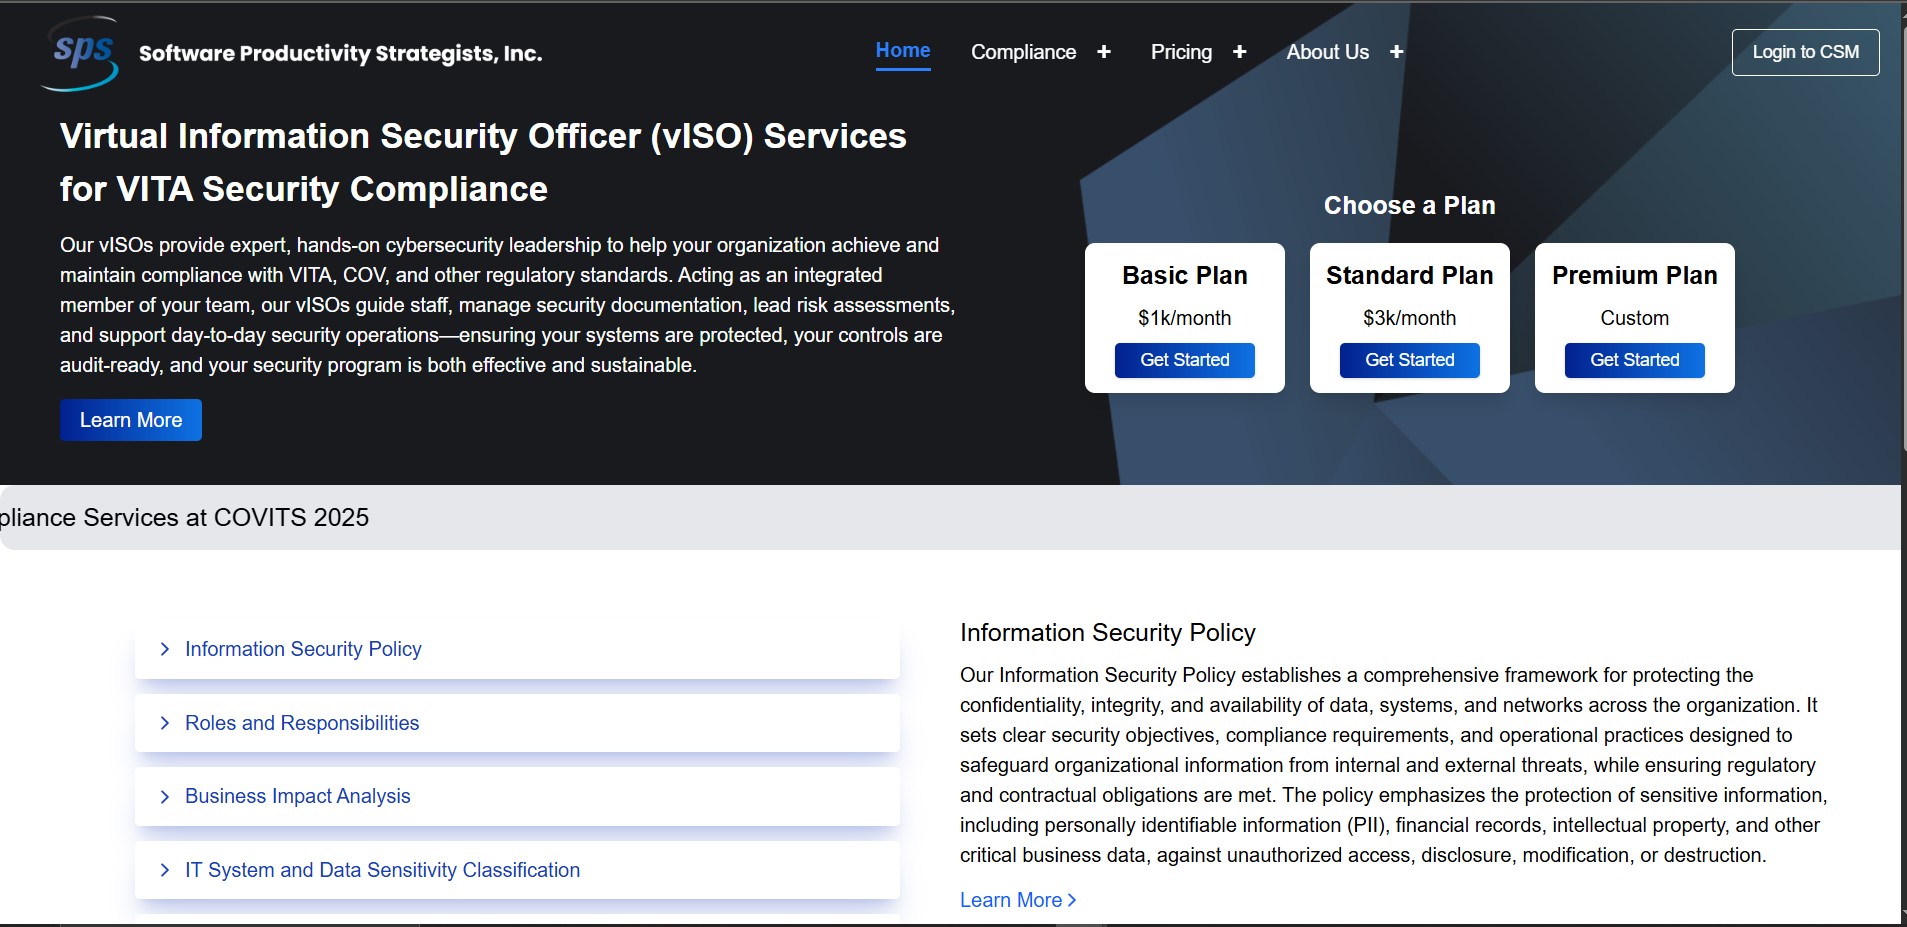 sps
Software Productivity Strategists, Inc.
Home
Compliance +
Pricing +
About Us +
Login to CSM
Virtual Information Security Officer (vISO) Services
for VITA Security Compliance
Our vISOs provide expert, hands-on cybersecurity leadership to help your organization achieve and
maintain compliance with VITA, COV, and other regulatory standards. Acting as an integrated
member of your team, our vISOs guide staff, manage security documentation, lead risk assessments,
and support day-to-day security operations—ensuring your systems are protected, your controls are
audit-ready, and your security program is both effective and sustainable.
Learn More
Choose a Plan
Basic Plan
$1k/month
Get Started
Standard Plan
$3k/month
Get Started
Premium Plan
Custom
Get Started
pliance Services at COVITS 2025
Information Security Policy
Roles and Responsibilities
Business Impact Analysis
IT System and Data Sensitivity Classification
Information Security Policy
Our Information Security Policy establishes a comprehensive framework for protecting the
confidentiality, integrity, and availability of data, systems, and networks across the organization. It
sets clear security objectives, compliance requirements, and operational practices designed to
safeguard organizational information from internal and external threats, while ensuring regulatory
and contractual obligations are met. The policy emphasizes the protection of sensitive information,
including personally identifiable information (PII), financial records, intellectual property, and other
critical business data, against unauthorized access, disclosure, modification, or destruction.
Learn More